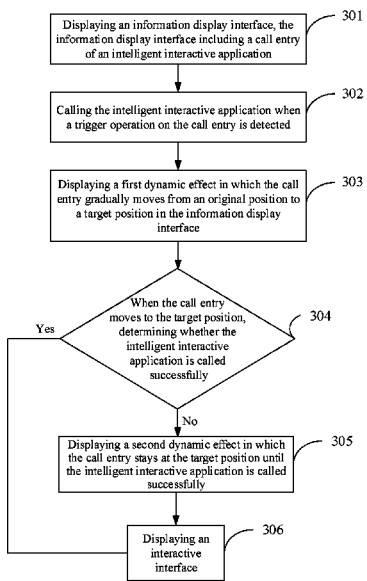 Displaying an information display interface, the
information display interface including a call entry
of an intelligent interactive application
301
Calling the intelligent interactive application when
a trigger operation on the call entry is detected
302
Displaying a first dynamic effect in which the call
entry gradually moves from an original position to
a target position in the information display
interface
303
When the call entry
moves to the target position,
determining whether the
intelligent interactive
application is called
successfully
304
Yes
No
Displaying a second dynamic effect in which
the call entry stays at the target position until
the intelligent interactive application is called
successfully
305
Displaying an
interactive
interface
306